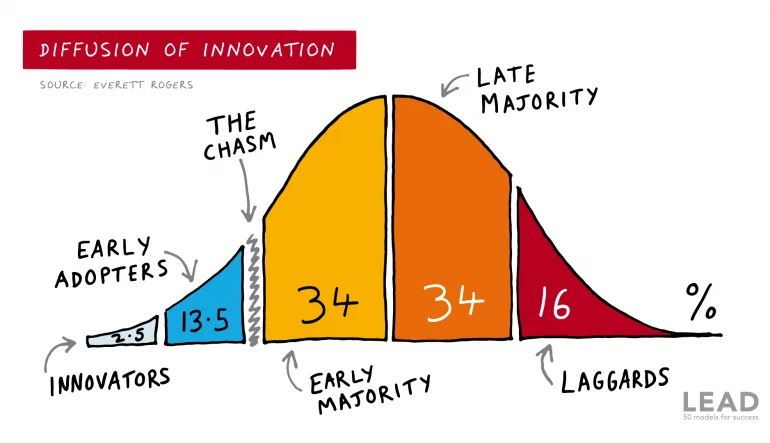 DIFFUSION OF INNOVATION
SOURCE: EVERETT ROGERS
THE
CHASM
LATE
MAJORITY
EARLY
ADOPTERS
2.5
13.5
34
34
16
%
INNOVATORS
EARLY
MAJORITY
LAGGARDS
LEAD
50 models for success